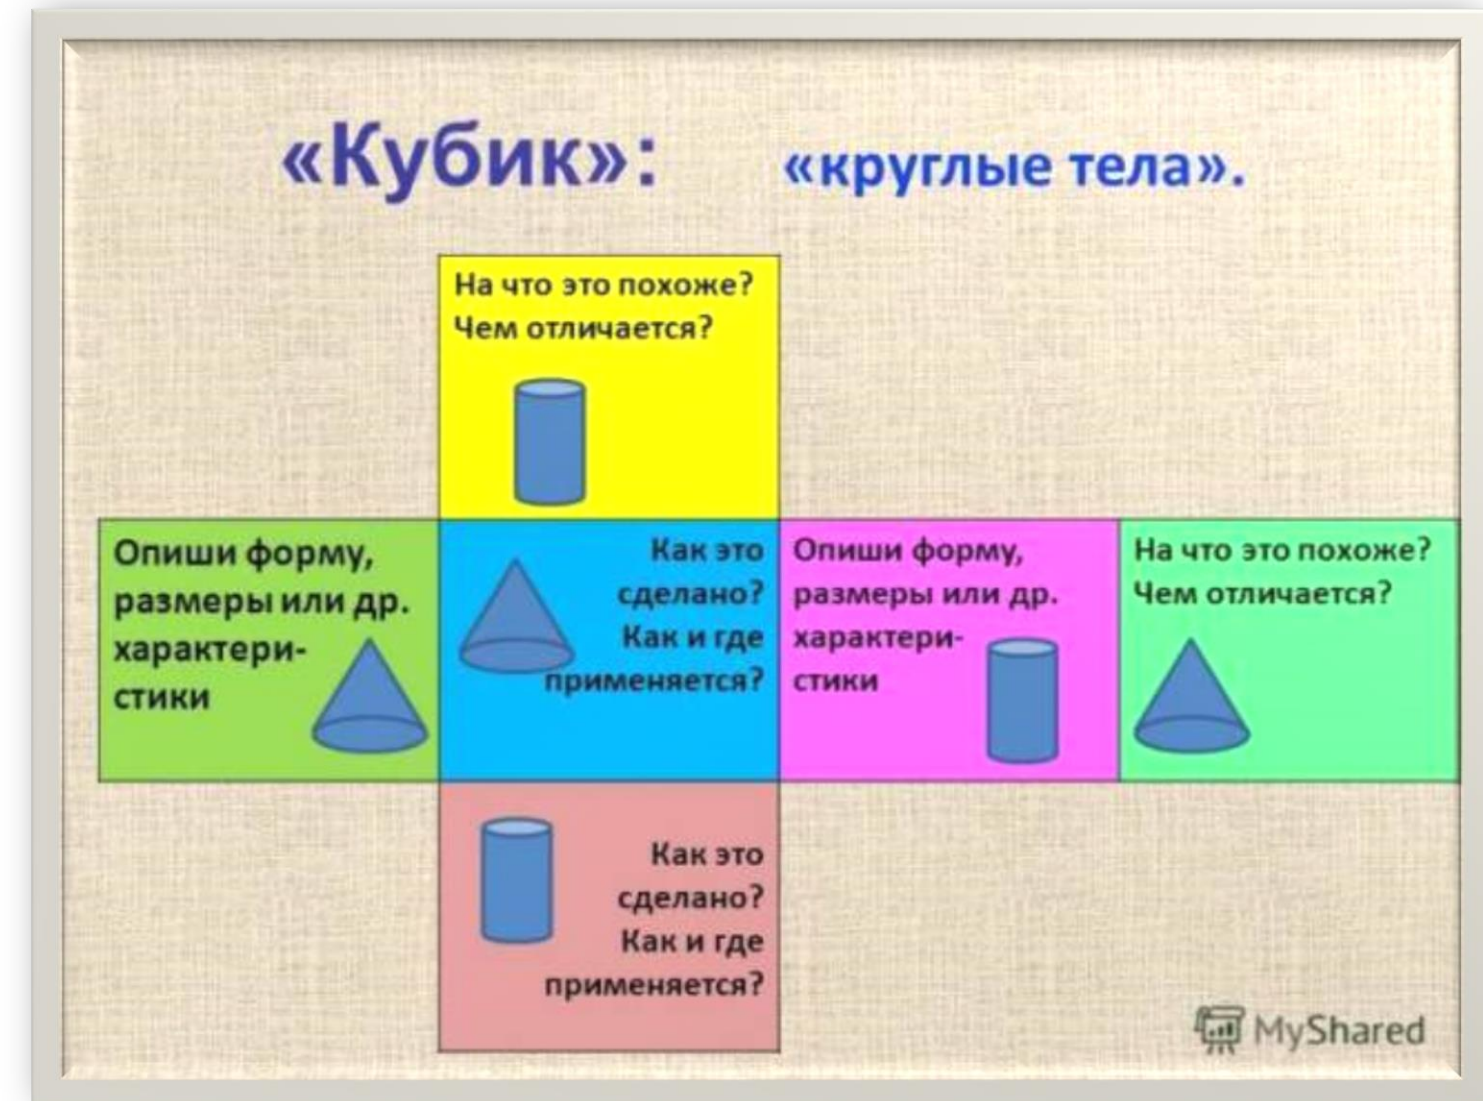 «Кубик»: «круглые тела».
На что это похоже?
Чем отличается?
Опиши форму,
размеры или др.
характери-
стики
Как это
сделано?
Как и где
применяется?
Опиши форму,
размеры или др.
характери-
стики
На что это похоже?
Чем отличается?
Как это
сделано?
Как и где
применяется?
MyShared